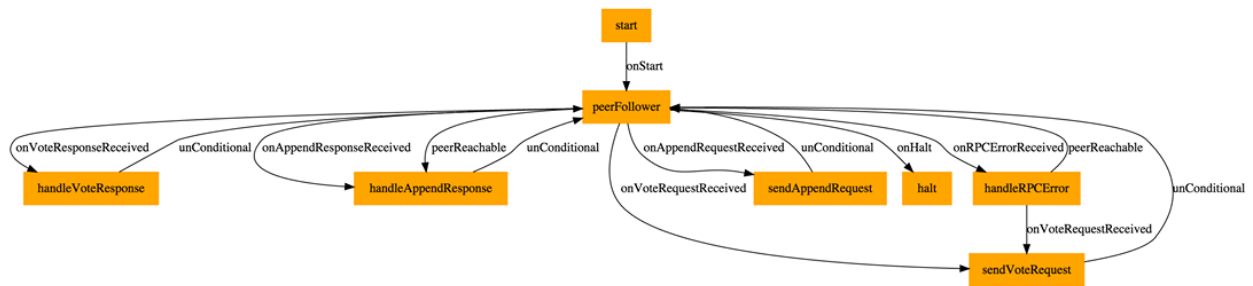 start
onStart
peerFollower
onVoteResponseReceived
unConditional
onAppendResponseReceived
peerReachable
unConditional
onAppendRequestReceived
unConditional
onHalt
onRPCErrorReceived
peerReachable
handleVoteResponse
handleAppendResponse
onVoteRequestReceived
sendAppendRequest
halt
handleRPCError
unConditional
onVoteRequestReceived
sendVoteRequest